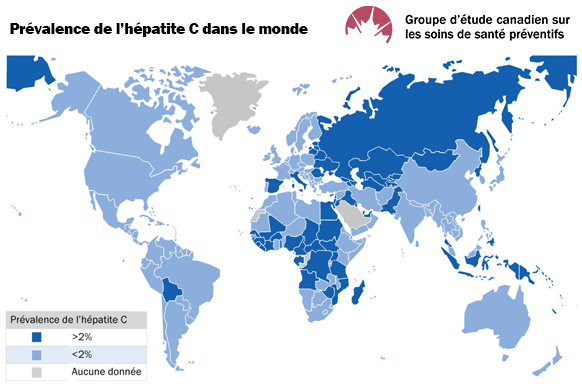 Prévalence de l'hépatite C dans le monde
Groupe d'étude canadien sur
les soins de santé préventifs
Prévalence de l'hépatite C
>2%
<2%
Aucune donnée